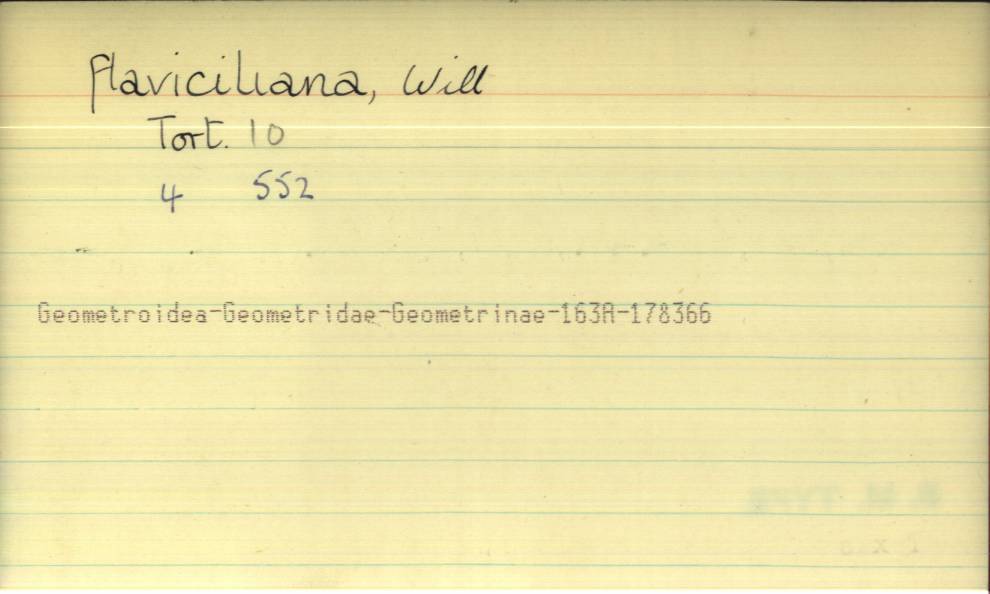 flaviciliana, Will
Tort. 10
4 552
Geometroidea-Geometridae-Geometrinae-163A-178366